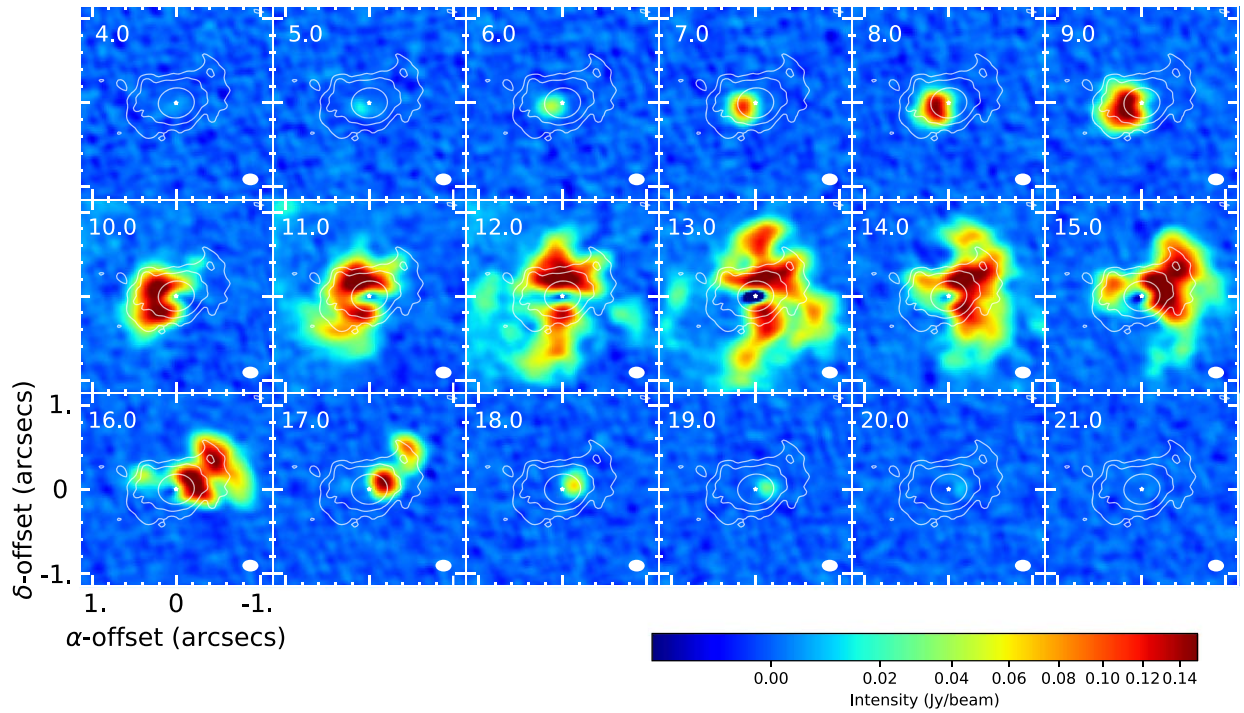 4.0 5.0 6.0 7.0 8.0 9.0
10.0 11.0 12.0 13.0 14.0 15.0
16.0 17.0 18.0 19.0 20.0 21.0
1.
0
-1.
δ-offset (arcsecs)
1. 0 -1.
α-offset (arcsecs)
0.00 0.02 0.04 0.06 0.08 0.10 0.12 0.14
Intensity (Jy/beam)